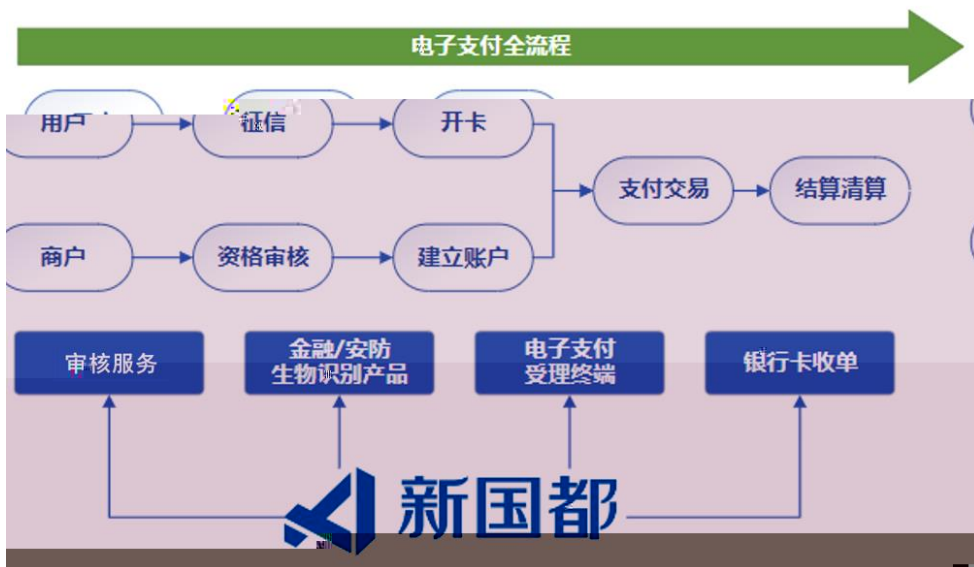 电子支付全流程
用户
征信
开卡
支付交易
结算清算
商户
资格审核
建立账户
审核服务
金融/安防
生物识别产品
电子支付
受理终端
银行卡收单
新国都